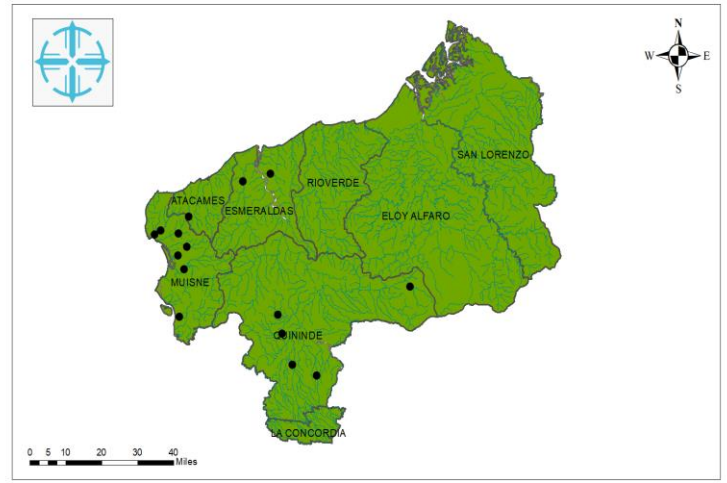 N
W E
S
SAN LORENZO
RIOVERDE
ATACAMES
ESMERALDAS
ELOY ALFARO
MUISNE
QUININDE
LA CONCORDIA
0 5 10 20 30 40
Miles